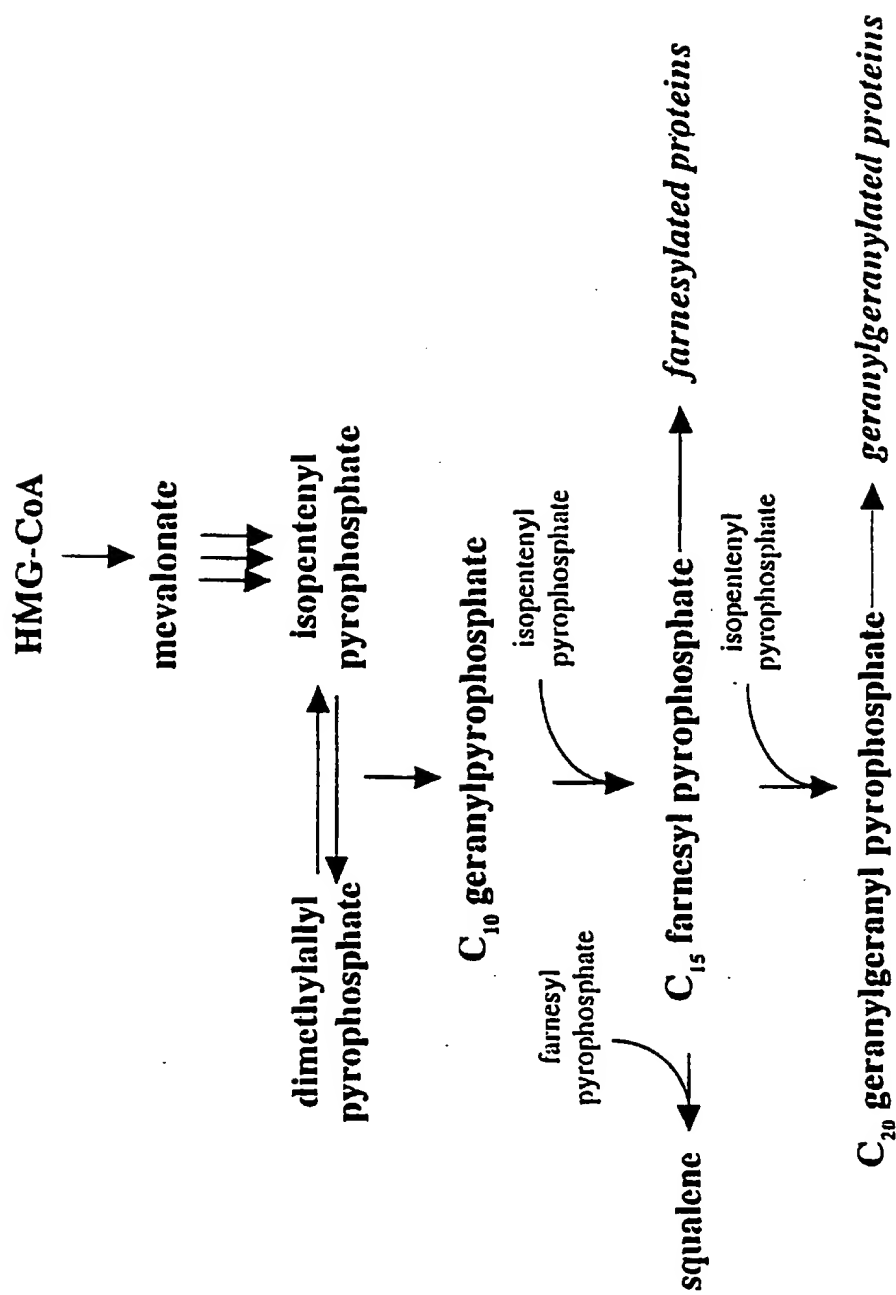 HMG-CoA
mevalonate
dimethylallyl
pyrophosphate
isopentenyl
pyrophosphate
C₁₀ geranylpyrophosphate
isopentenyl
pyrophosphate
farnesyl
pyrophosphate
squalene
C₁₅ farnesyl pyrophosphate
farnesylated proteins
isopentenyl
pyrophosphate
C₂₀ geranylgeranyl pyrophosphate
geranylgeranylated proteins